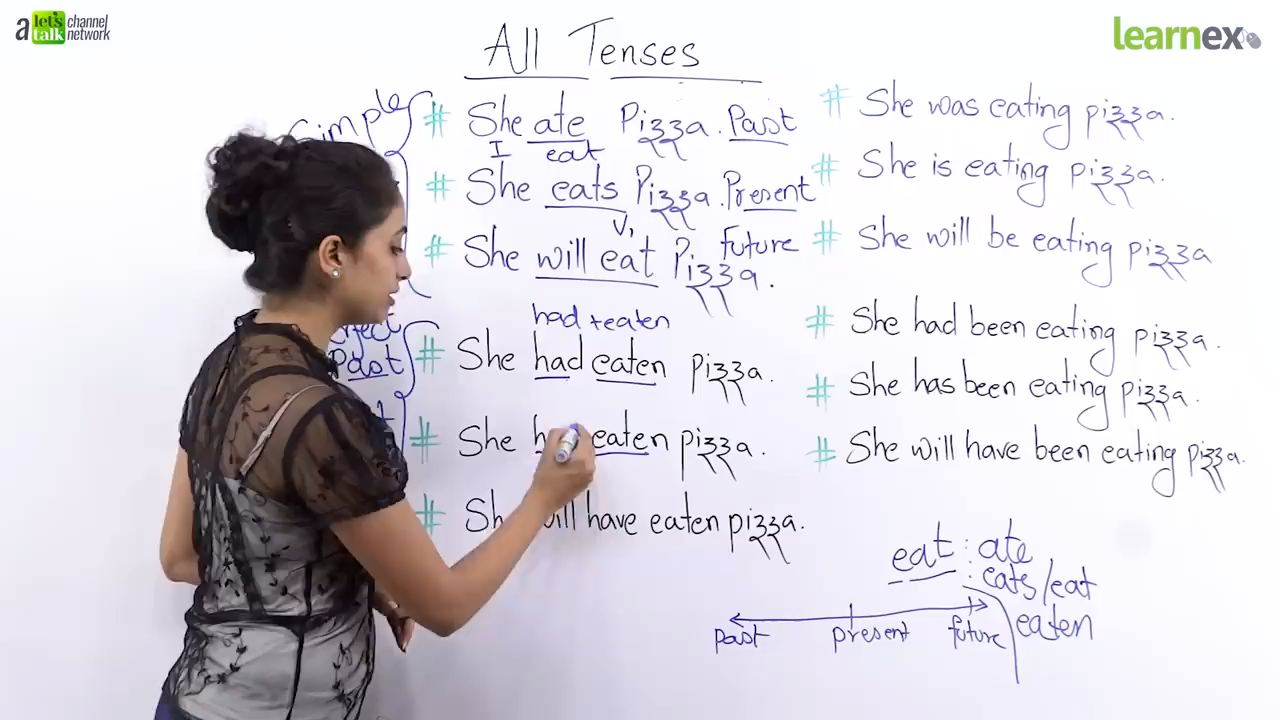 a let's talk channel network
learnex
All Tenses
Simple
# She ate Pizza. Past
I eat
# She eats Pizza. Present
V1
# She will eat Pizza. future
had + eaten
Past
# She had eaten pizza.
# She eaten pizza.
# will have eaten pizza.
# She was eating pizza.
# She is eating pizza.
# She will be eating pizza
# She had been eating pizza.
# She has been eating pizza.
# She will have been eating pizza.
eat : ate
: eats/eat
eaten
past present future